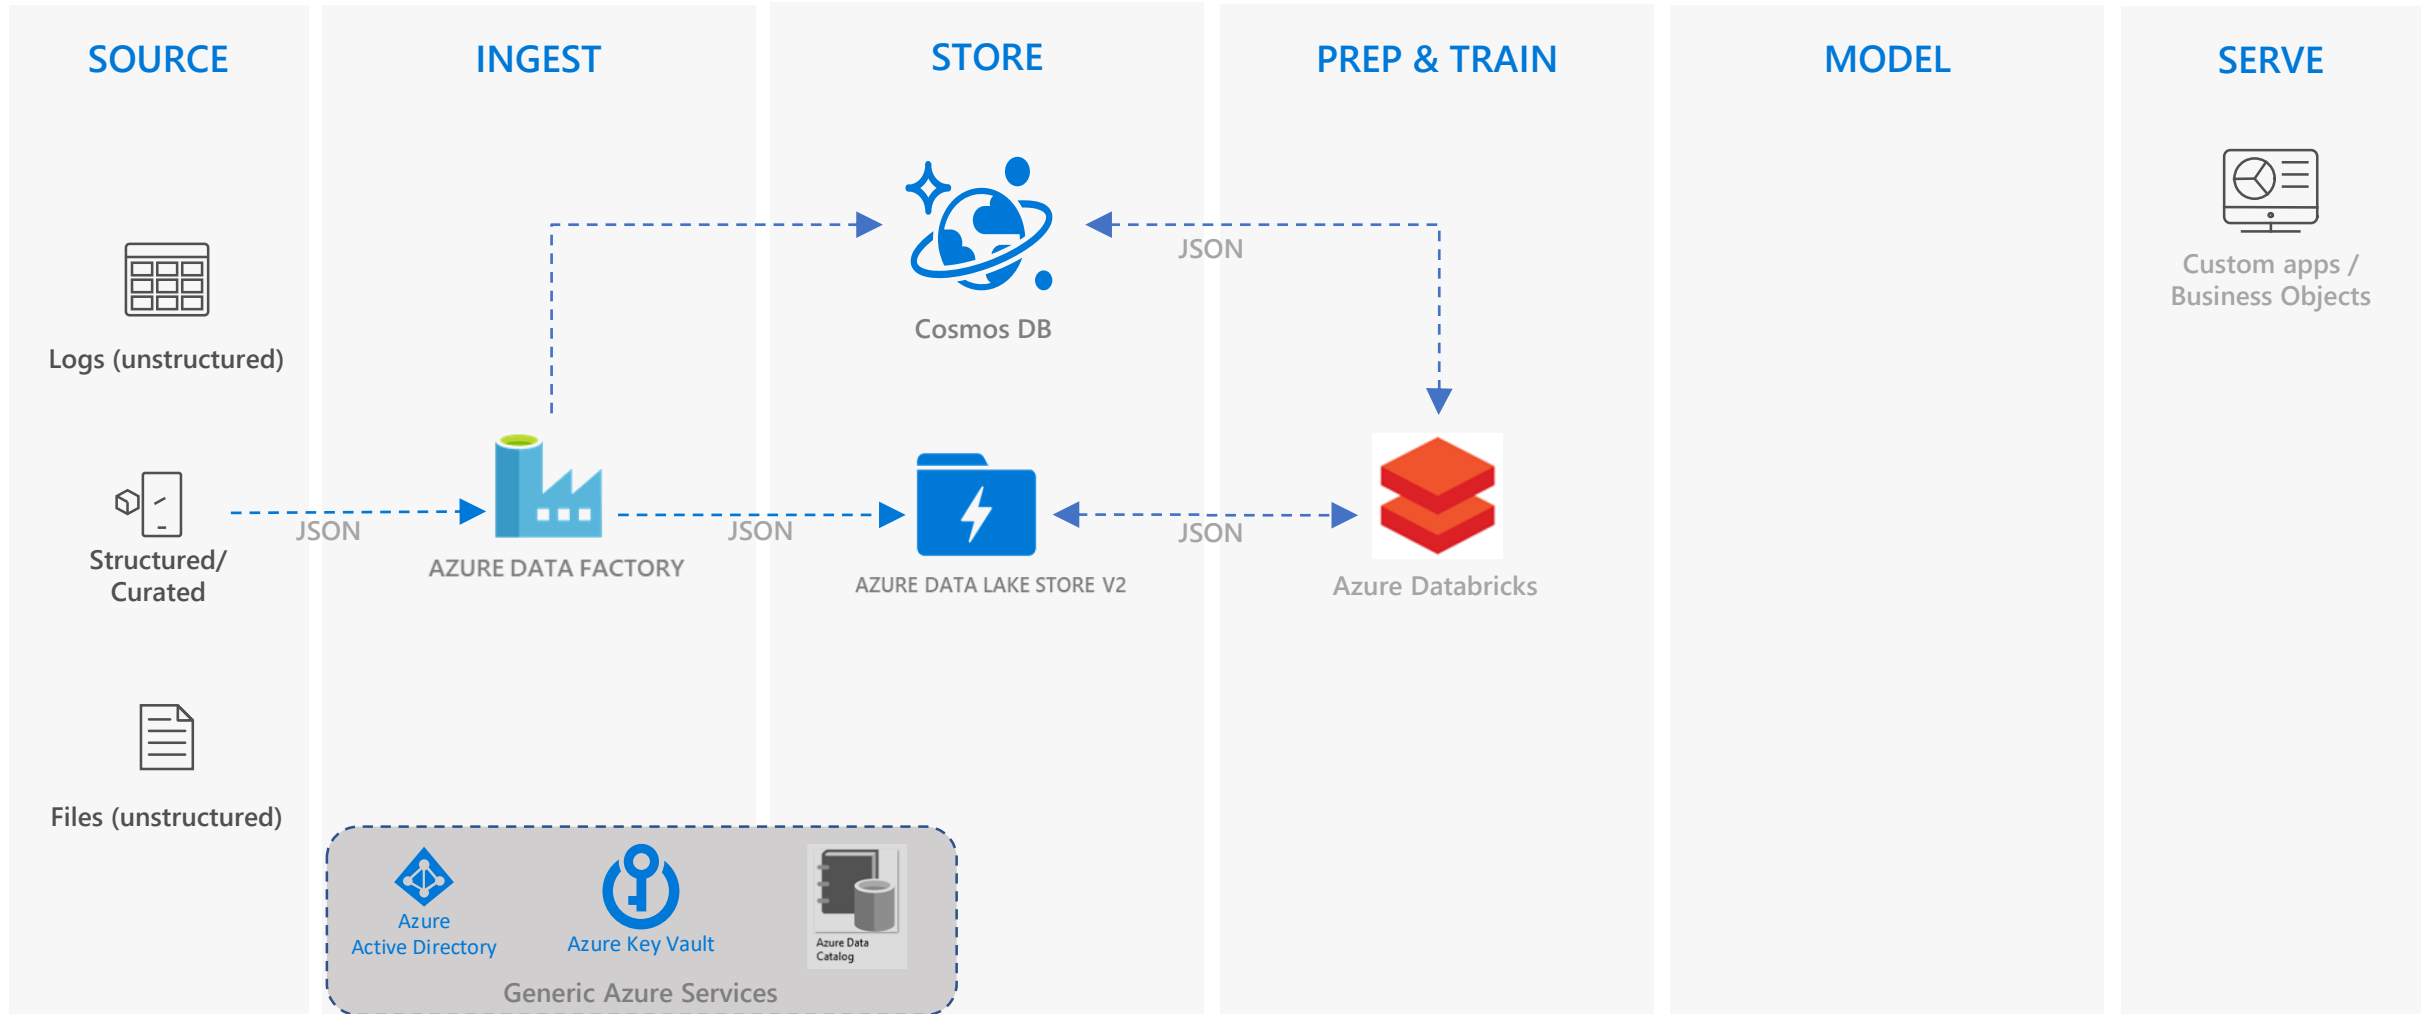 SOURCE
INGEST
STORE
PREP & TRAIN
MODEL
SERVE
Logs (unstructured)
Structured/
Curated
Files (unstructured)
JSON
AZURE DATA FACTORY
JSON
Cosmos DB
AZURE DATA LAKE STORE V2
JSON
JSON
Azure Databricks
Custom apps /
Business Objects
Azure
Active Directory
Azure Key Vault
Azure Data
Catalog
Generic Azure Services